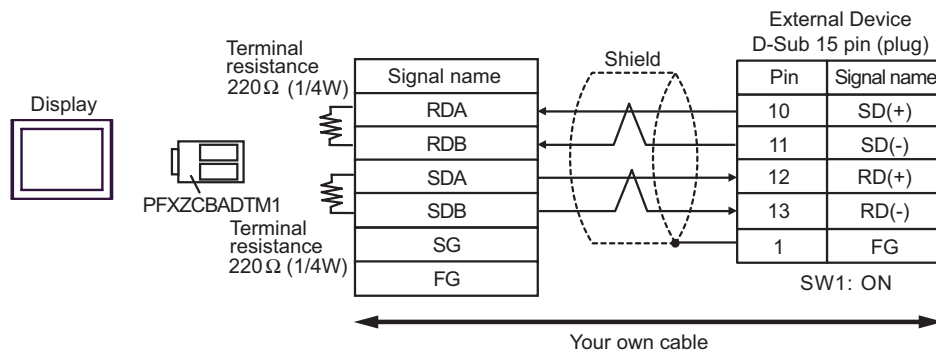 External Device
D-Sub 15 pin (plug)
Terminal
resistance
220Ω (1/4W)
Shield
Signal name
Pin Signal name
Display
RDA
10 SD(+)
RDB
11 SD(-)
SDA
12 RD(+)
PFXZCBADTM1
SDB
13 RD(-)
Terminal
resistance
220Ω (1/4W)
SG
1 FG
FG
SW1: ON
Your own cable